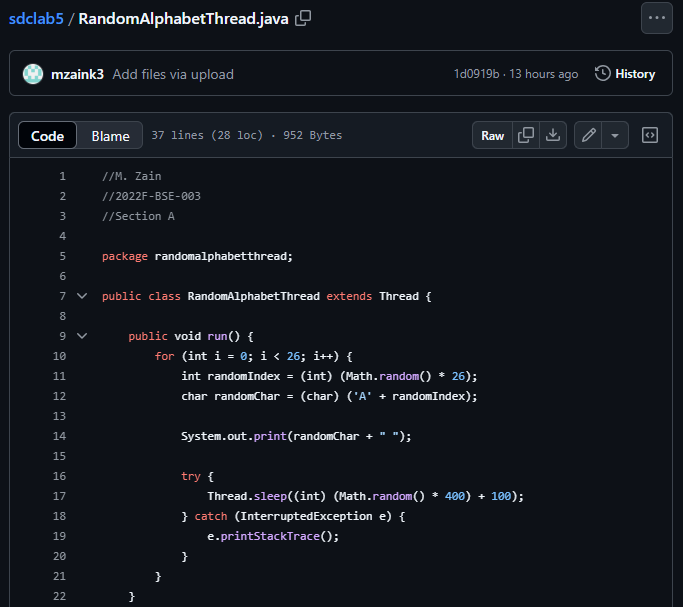 sdclab5 / RandomAlphabetThread.java
mzaink3 Add files via upload 1d0919b · 13 hours ago History
Code Blame 37 lines (28 loc) · 952 Bytes Raw
1 //M. Zain
2 //2022F-BSE-003
3 //Section A
4
5 package randomalphabetthread;
6
7 public class RandomAlphabetThread extends Thread {
8
9 public void run() {
10 for (int i = 0; i < 26; i++) {
11 int randomIndex = (int) (Math.random() * 26);
12 char randomChar = (char) ('A' + randomIndex);
13
14 System.out.print(randomChar + " ");
15
16 try {
17 Thread.sleep((int) (Math.random() * 400) + 100);
18 } catch (InterruptedException e) {
19 e.printStackTrace();
20 }
21 }
22 }